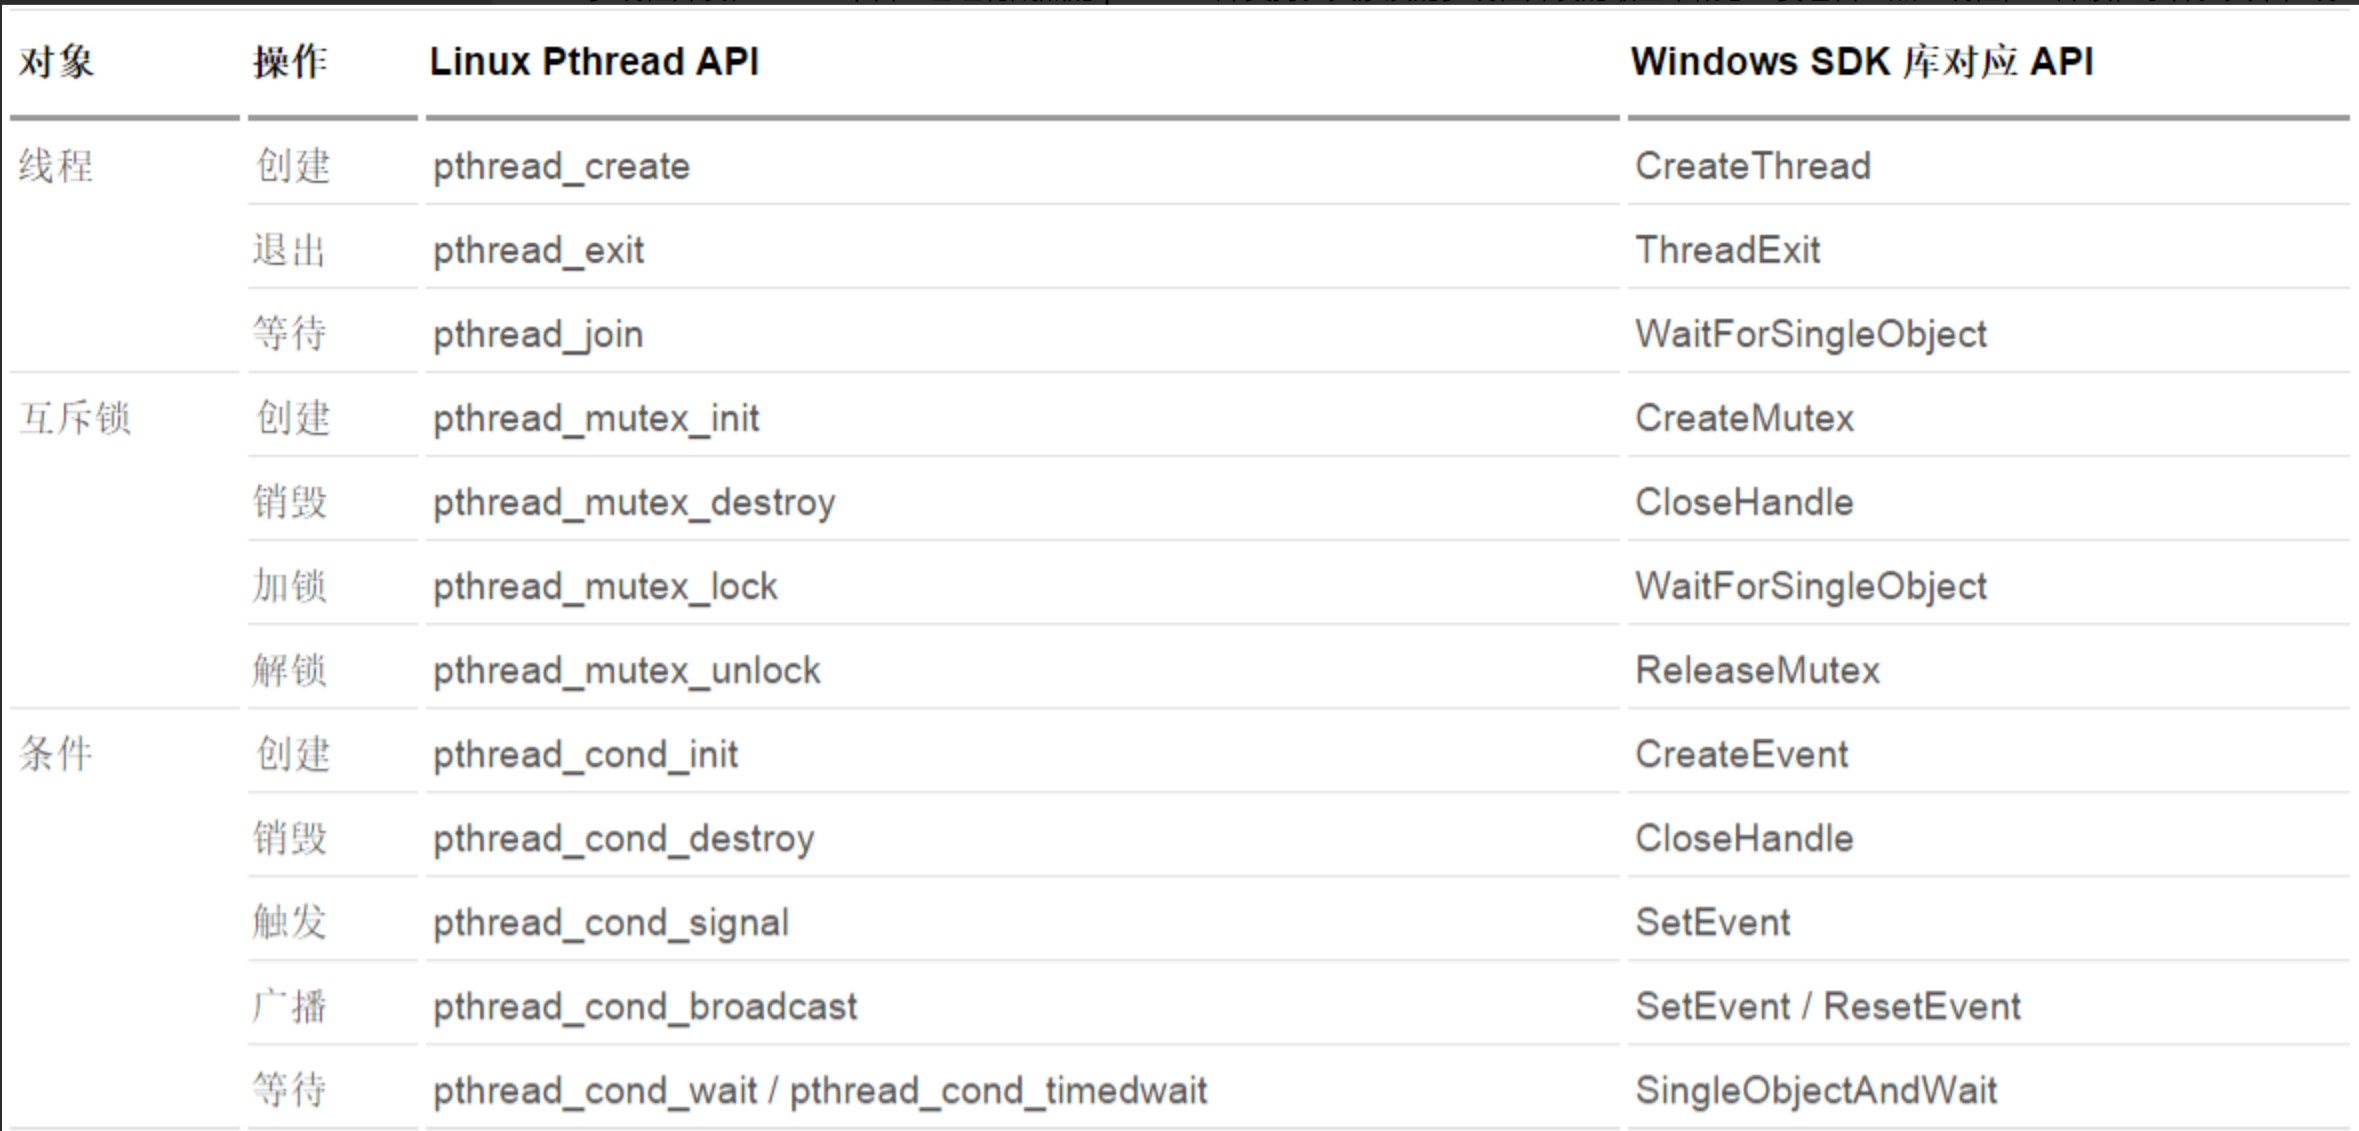 对象 操作 Linux Pthread API Windows SDK 库对应 API
线程 创建 pthread_create CreateThread
退出 pthread_exit ThreadExit
等待 pthread_join WaitForSingleObject
互斥锁 创建 pthread_mutex_init CreateMutex
销毁 pthread_mutex_destroy CloseHandle
加锁 pthread_mutex_lock WaitForSingleObject
解锁 pthread_mutex_unlock ReleaseMutex
条件 创建 pthread_cond_init CreateEvent
销毁 pthread_cond_destroy CloseHandle
触发 pthread_cond_signal SetEvent
广播 pthread_cond_broadcast SetEvent / ResetEvent
等待 pthread_cond_wait / pthread_cond_timedwait SingleObjectAndWait